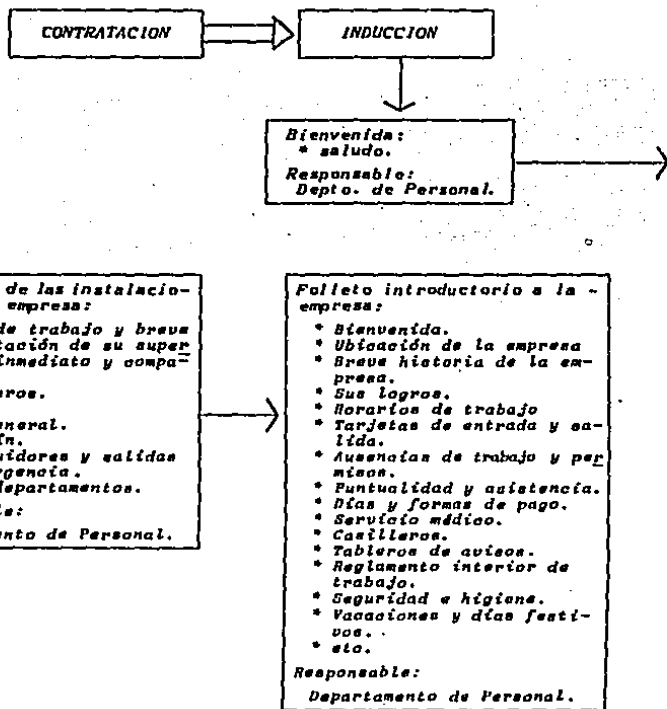 CONTRATACION
INDUCCION
Bienvenida:
* saludo.
Responsable:
Depto. de Personal.
de las instalacio-
empresa:
de trabajo y breve
tación de su super
inmediato y compa-
ros.
eneral.
ín.
uidores y salidas
rgencia.
departamentos.
le:
nto de Personal.
Folleto introductorio a la -
empresa:
* Bienvenida.
* Ubicación de la empresa
* Breve historia de la em-
presa.
* Sus logros.
* Horarios de trabajo
* Tarjetas de entrada y sa-
lida.
* Ausencias de trabajo y per
misos.
* Puntualidad y asistencia.
* Días y formas de pago.
* Servicio médico.
* Casilleros.
* Tableros de avisos.
* Reglamento interior de
trabajo.
* Seguridad e higiene.
* Vacaciones y días festi-
vos.
* etc.
Responsable:
Departamento de Personal.